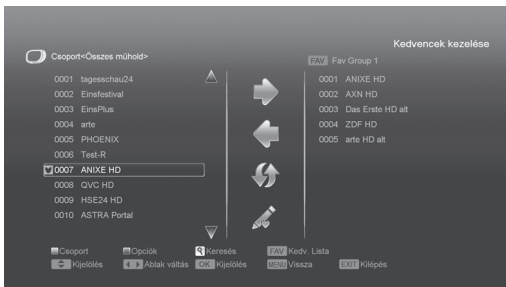 Kedvencek kezelése
Csoport<Összes műhold>
FAV Fav Group 1
0001 tagesschau24
0002 Einsfestival
0003 EinsPlus
0004 arte
0005 PHOENIX
0006 Test-R
0007 ANIXE HD
0008 QVC HD
0009 HSE24 HD
0010 ASTRA Portal
0001 ANIXE HD
0002 AXN HD
0003 Das Erste HD alt
0004 ZDF HD
0005 arte HD alt
Csoport Opciók Keresés FAV Kedv. Lista
Kijelölés Ablak váltás OK Kijelölés MENU Vissza EXIT Kilépés